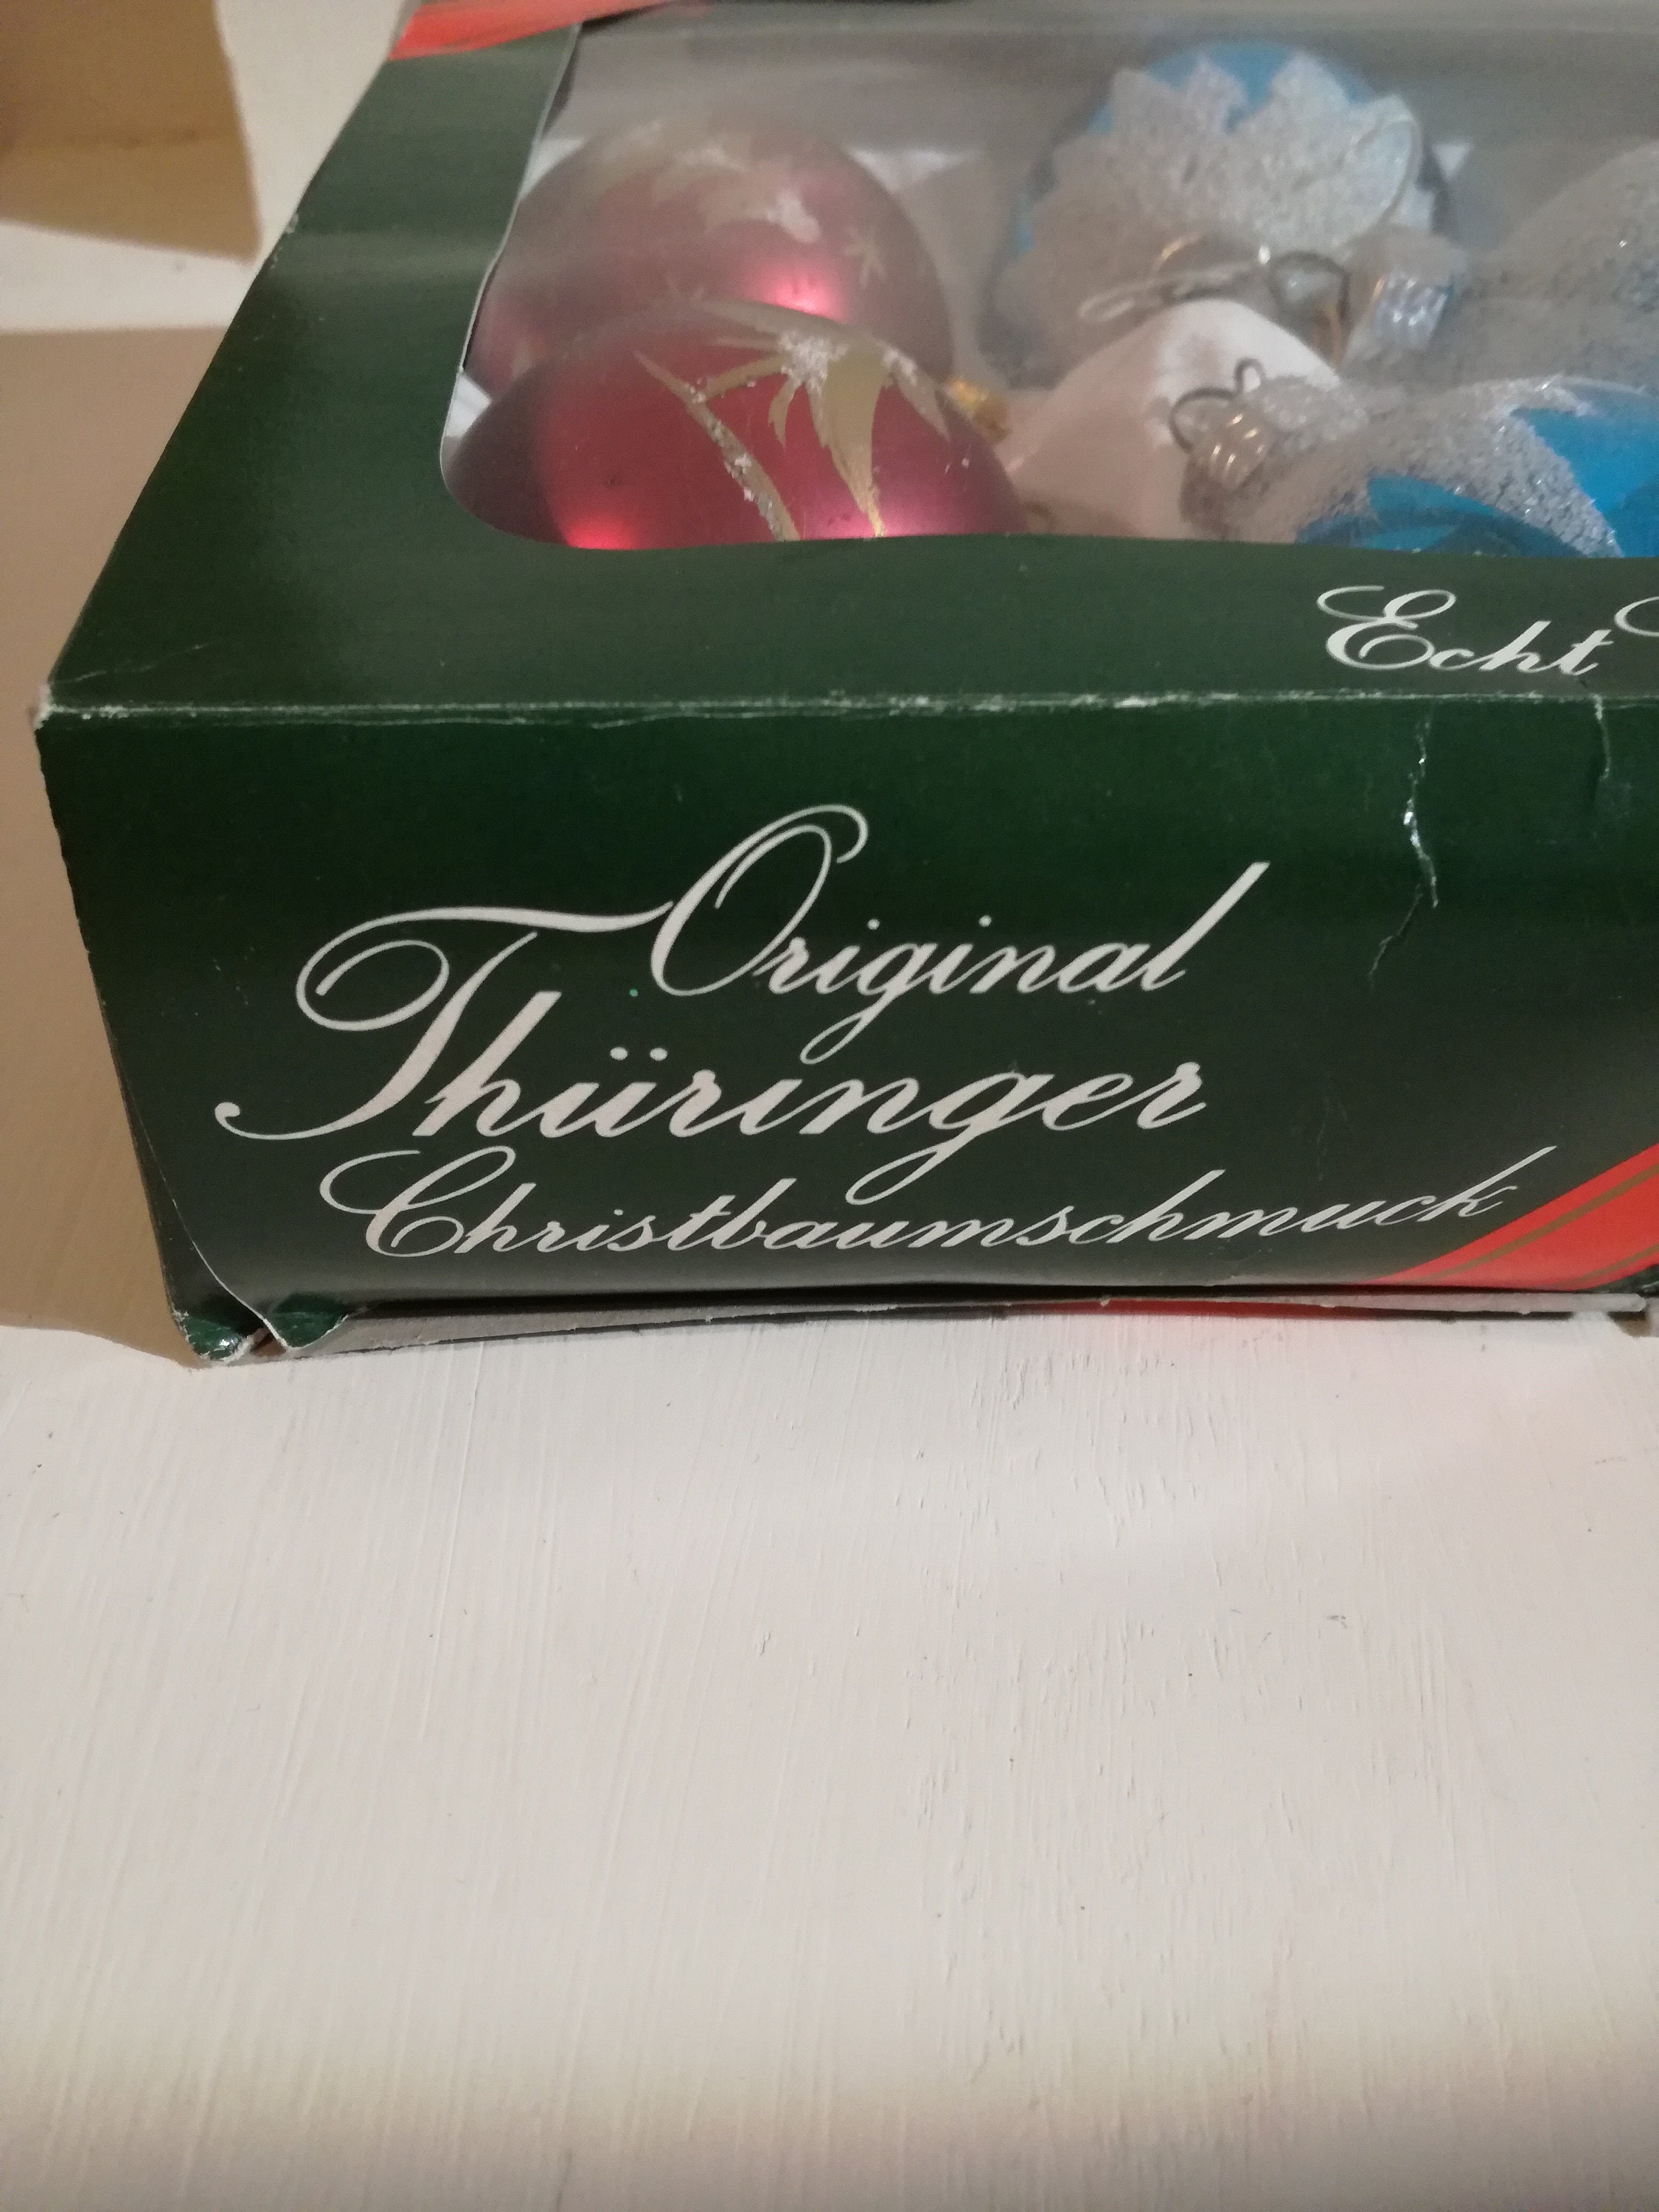 Echt
Original
Thüringer
Christbaumschmuck